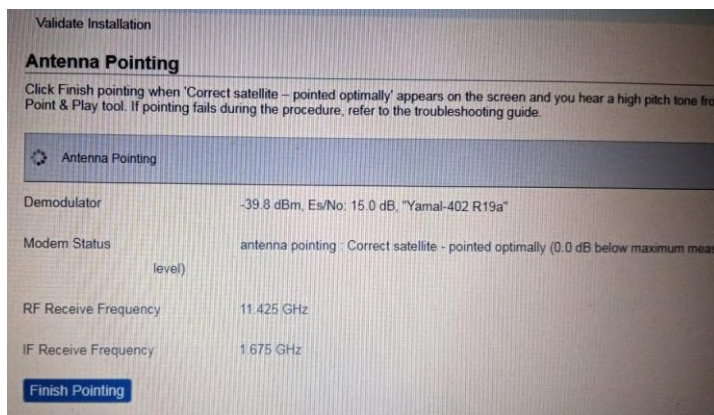 Validate Installation
Antenna Pointing
Click Finish pointing when 'Correct satellite – pointed optimally' appears on the screen and you hear a high pitch tone fro
Point & Play tool. If pointing fails during the procedure, refer to the troubleshooting guide.
Antenna Pointing
Demodulator -39.8 dBm, Es/No: 15.0 dB, "Yamal-402 R19a"
Modem Status antenna pointing : Correct satellite - pointed optimally (0.0 dB below maximum meas
level)
RF Receive Frequency 11.425 GHz
IF Receive Frequency 1.675 GHz
Finish Pointing